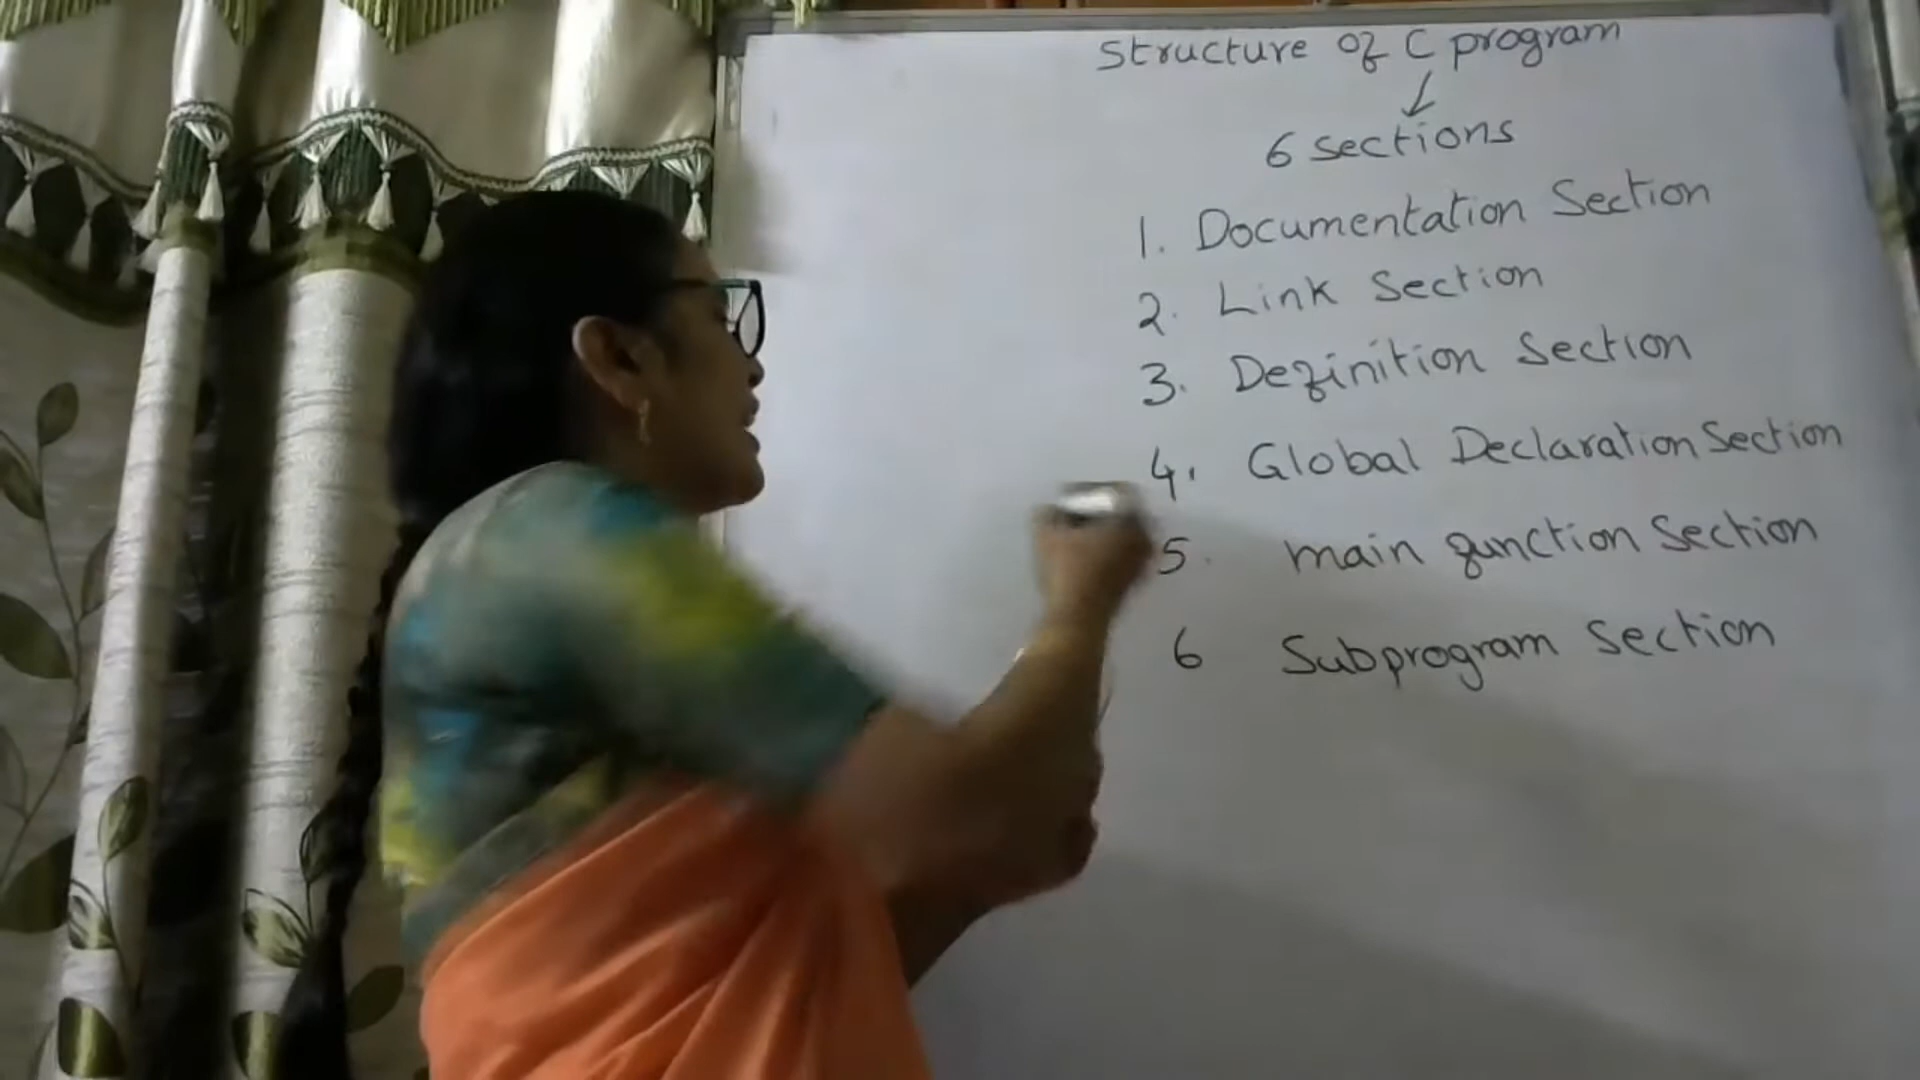 Structure of C program
6 sections
1. Documentation Section
2. Link Section
3. Definition Section
4. Global Declaration Section
5. main function Section
6 Subprogram Section